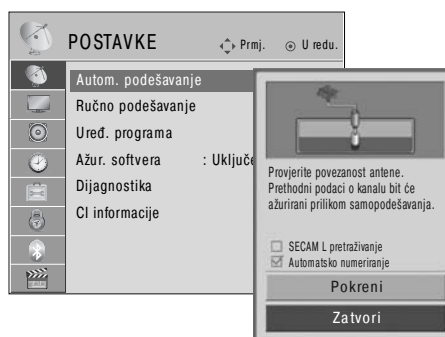 POSTAVKE
Prmj.
U redu.
Autom. podešavanje
Ručno podešavanje
Uređ. programa
Ažur. softvera : Uključe
Dijagnostika
CI informacije
Provjerite povezanost antene.
Prethodni podaci o kanalu bit će
ažurirani prilikom samopodešavanja.
SECAM L pretraživanje
Automatsko numeriranje
Pokreni
Zatvori